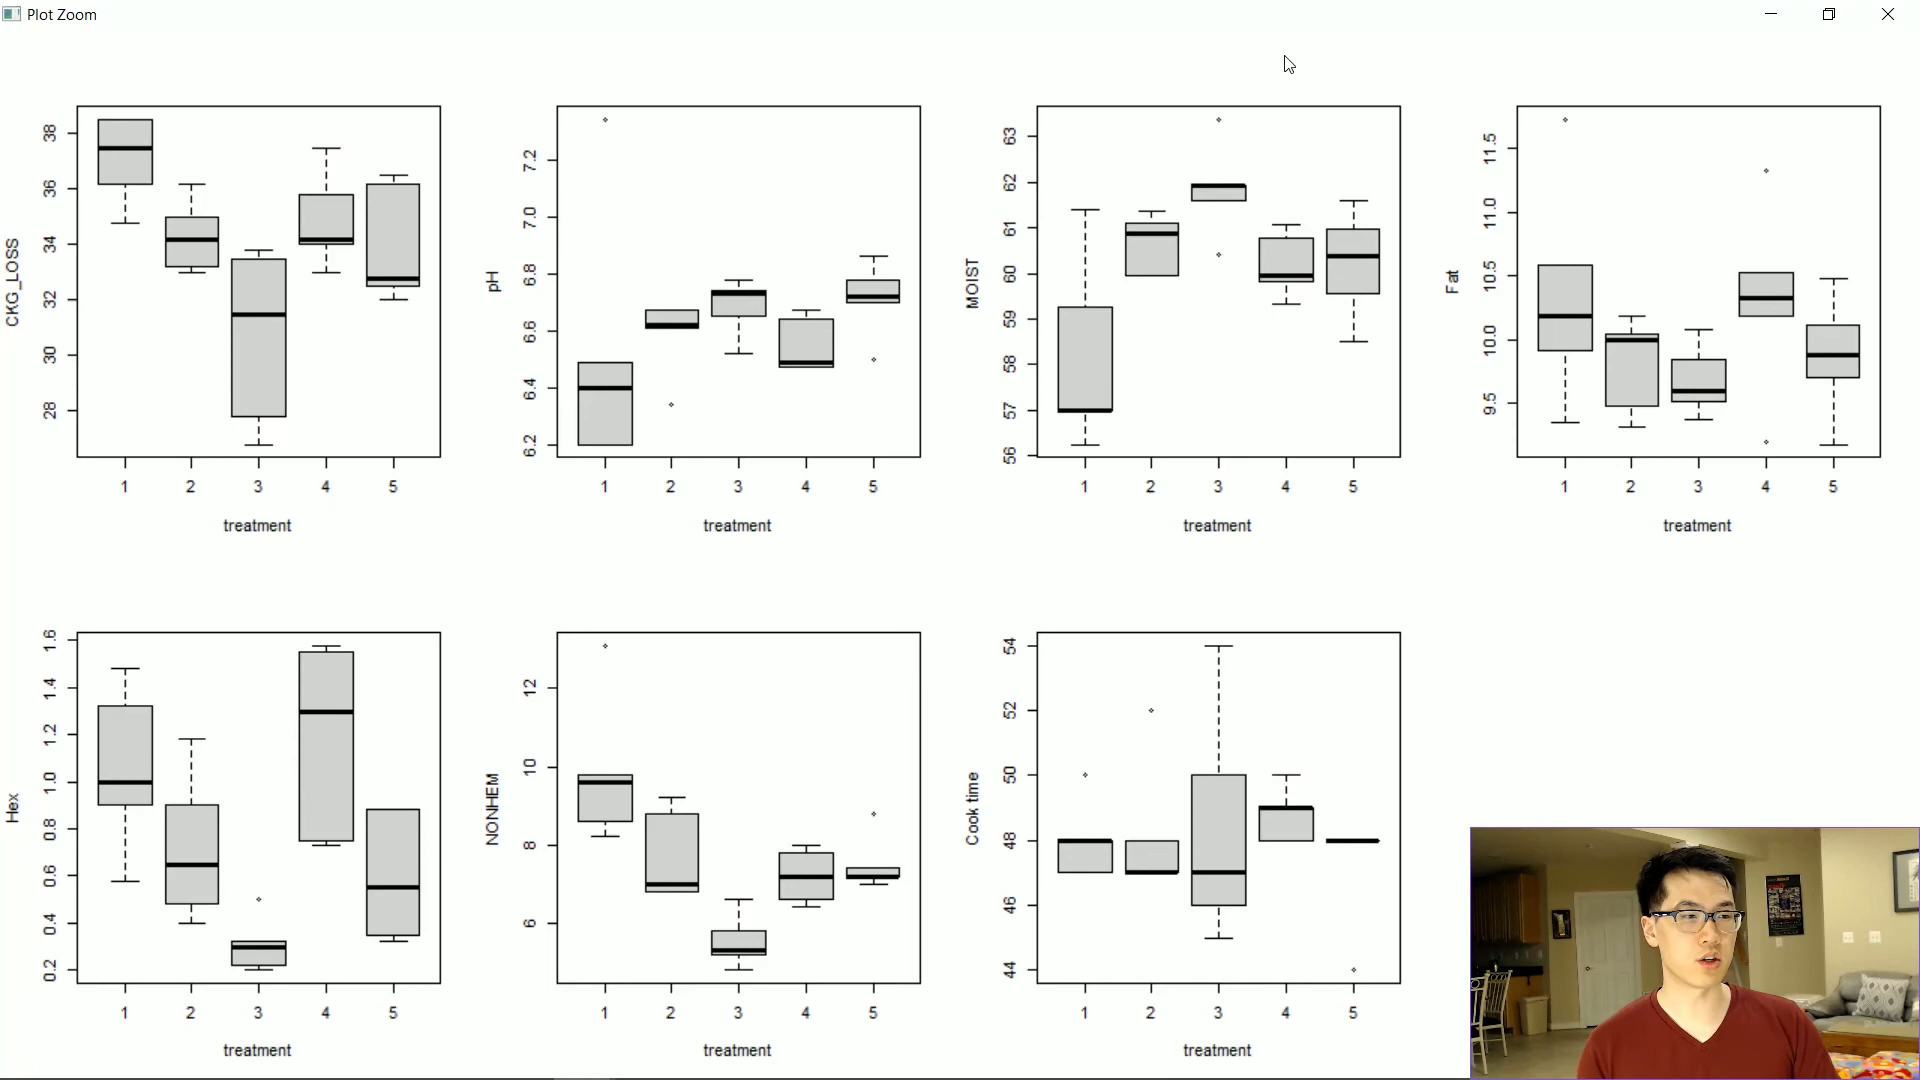 Plot Zoom
CKG_LOSS
38
36
34
32
30
28
1 2 3 4 5
treatment
pH
7.2
7.0
6.8
6.6
6.4
6.2
1 2 3 4 5
treatment
MOIST
63
62
61
60
59
58
57
56
1 2 3 4 5
treatment
Fat
11.5
11.0
10.5
10.0
9.5
1 2 3 4 5
treatment
Hex
1.6
1.4
1.2
1.0
0.8
0.6
0.4
0.2
1 2 3 4 5
treatment
NONHEM
12
10
8
6
1 2 3 4 5
treatment
Cook time
54
52
50
48
46
44
1 2 3 4 5
treatment